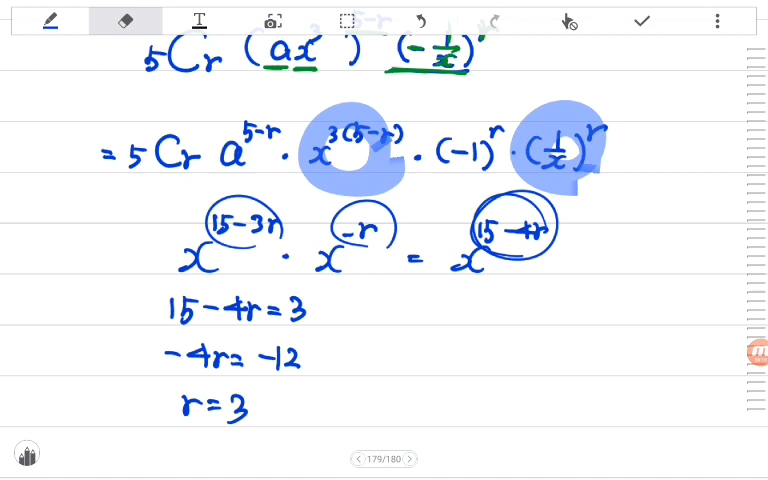 5Cr (ax³)^5-r (-1/x)^r
= 5Cr a^5-r · x^3(5-r) · (-1)^r · (1/x)^r
x^15-3r · x^-r = x^15-4r
15-4r=3
-4r=-12
r=3
179/180